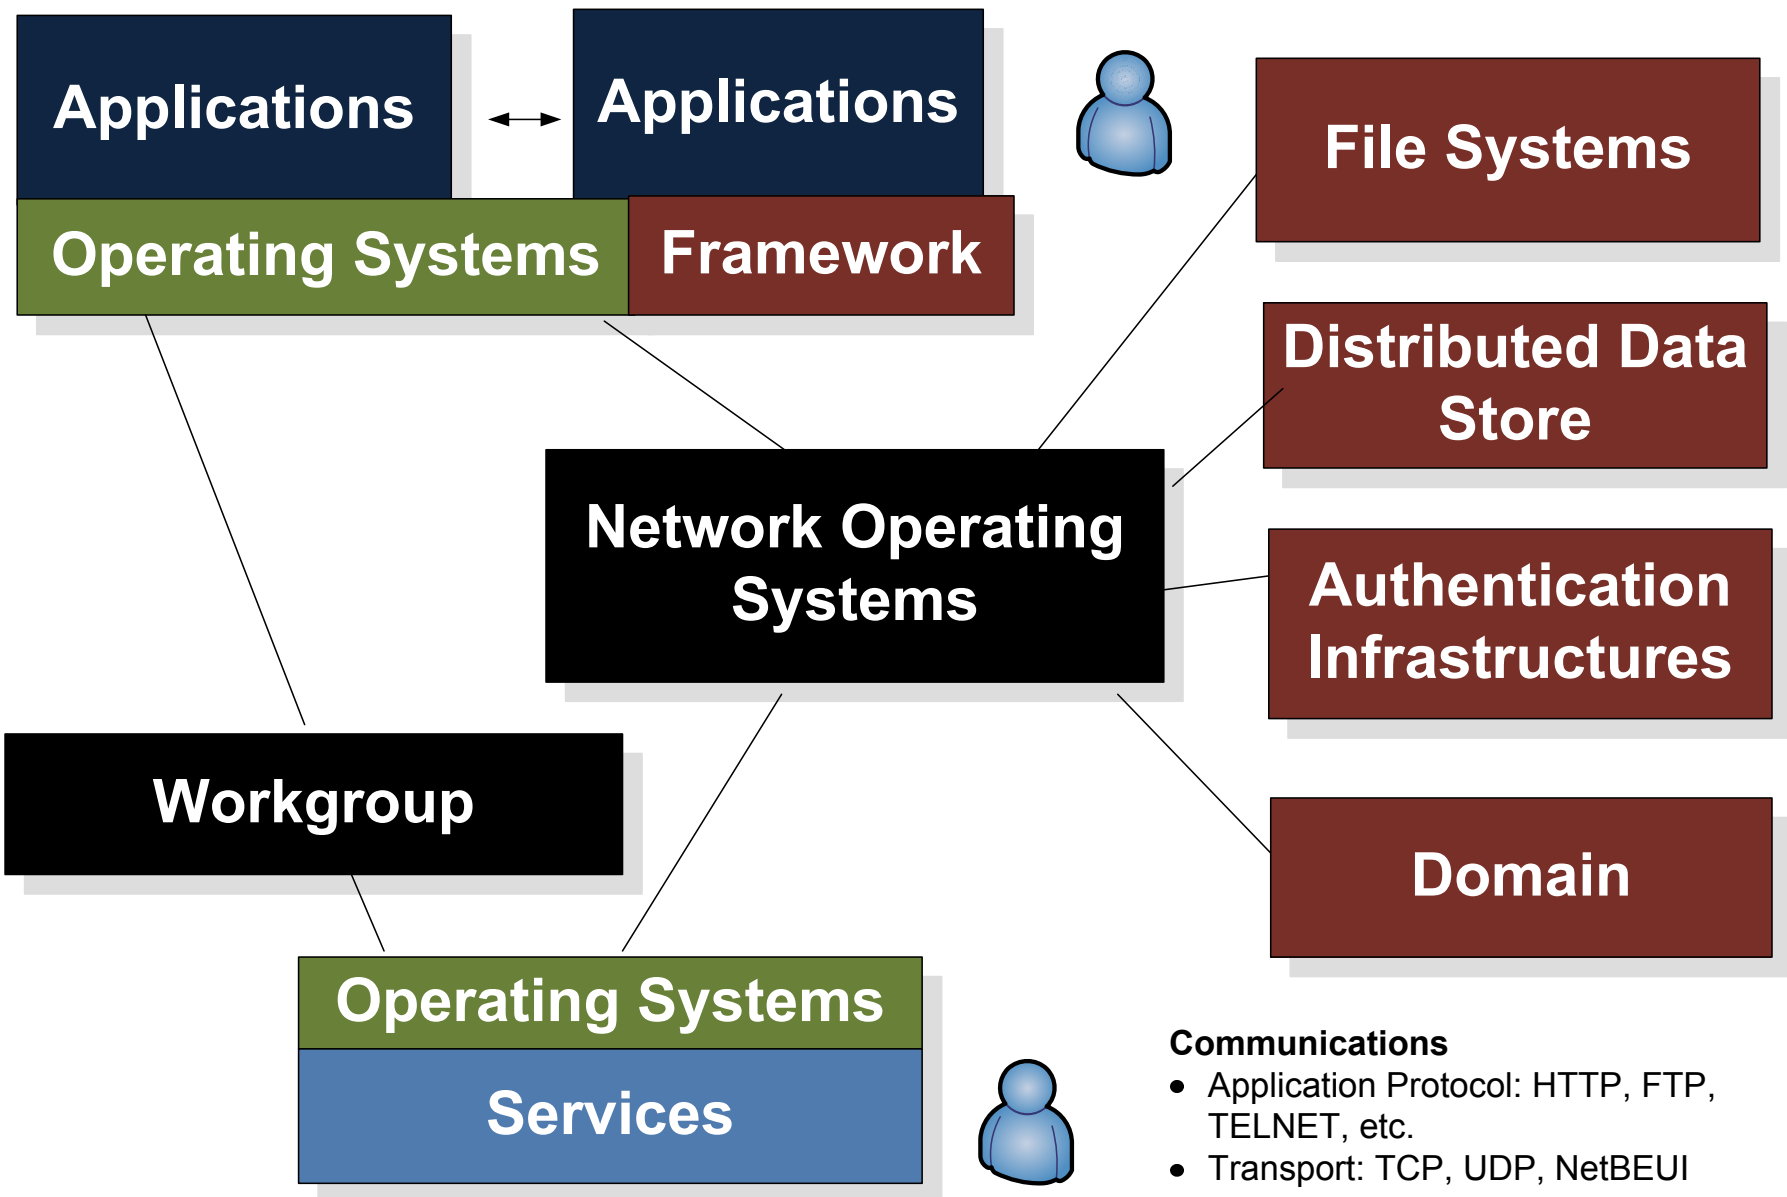 Applications
Applications
Operating Systems
Framework
File Systems
Distributed Data
Store
Network Operating
Systems
Authentication
Infrastructures
Workgroup
Domain
Operating Systems
Services
Communications
• Application Protocol: HTTP, FTP,
TELNET, etc.
• Transport: TCP, UDP, NetBEUI